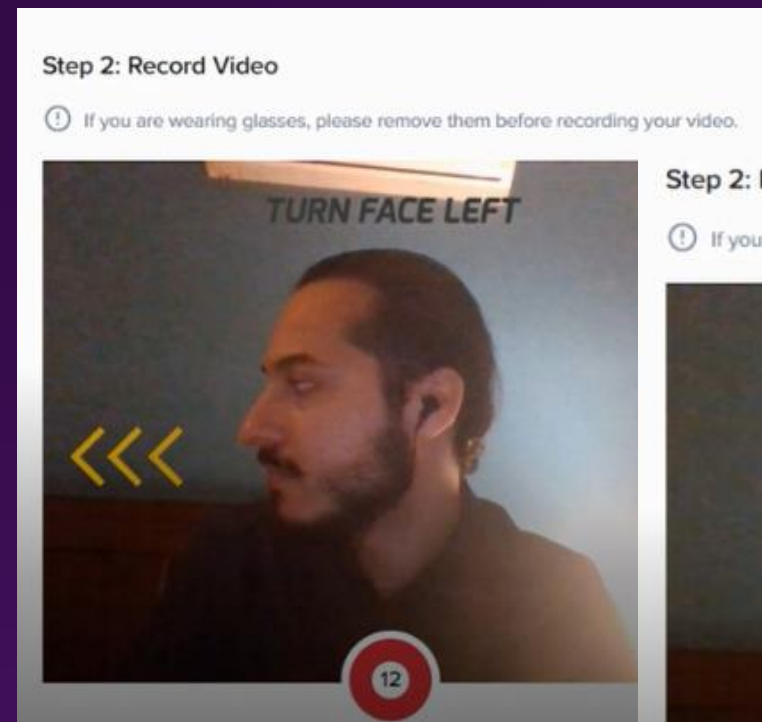 Step 2: Record Video
If you are wearing glasses, please remove them before recording your video.
TURN FACE LEFT
12
Step 2:
If you